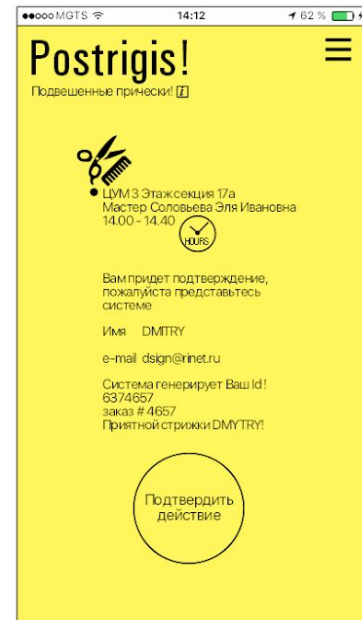 MGTS 14:12 62 %
Postrigis!
Подвешенные прически! i
ЦУМ 3 Этаж секция 17а
Мастер Соловьева Эля Ивановна
14.00 - 14.40
HOURS
Вам придет подтверждение,
пожалуйста представьтесь
системе
Имя DMITRY
e-mail dsign@rinet.ru
Система генерирует Ваш Id!
6374657
заказ # 4657
Приятной стрижки DMYTRY!
Подтвердить
действие